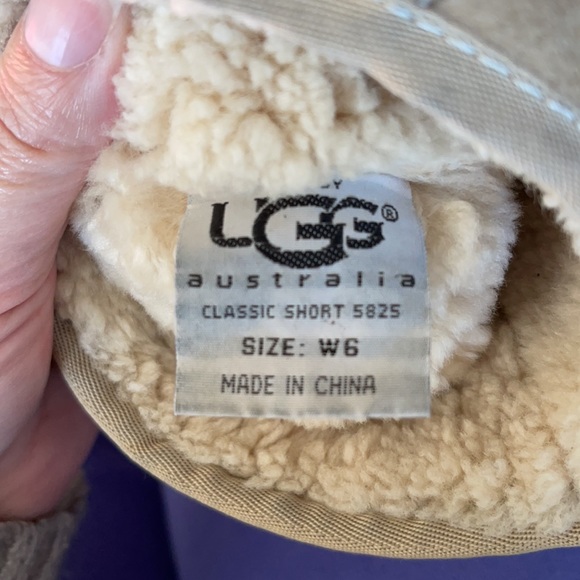 UGG®
australia
CLASSIC SHORT 5825
SIZE: W6
MADE IN CHINA